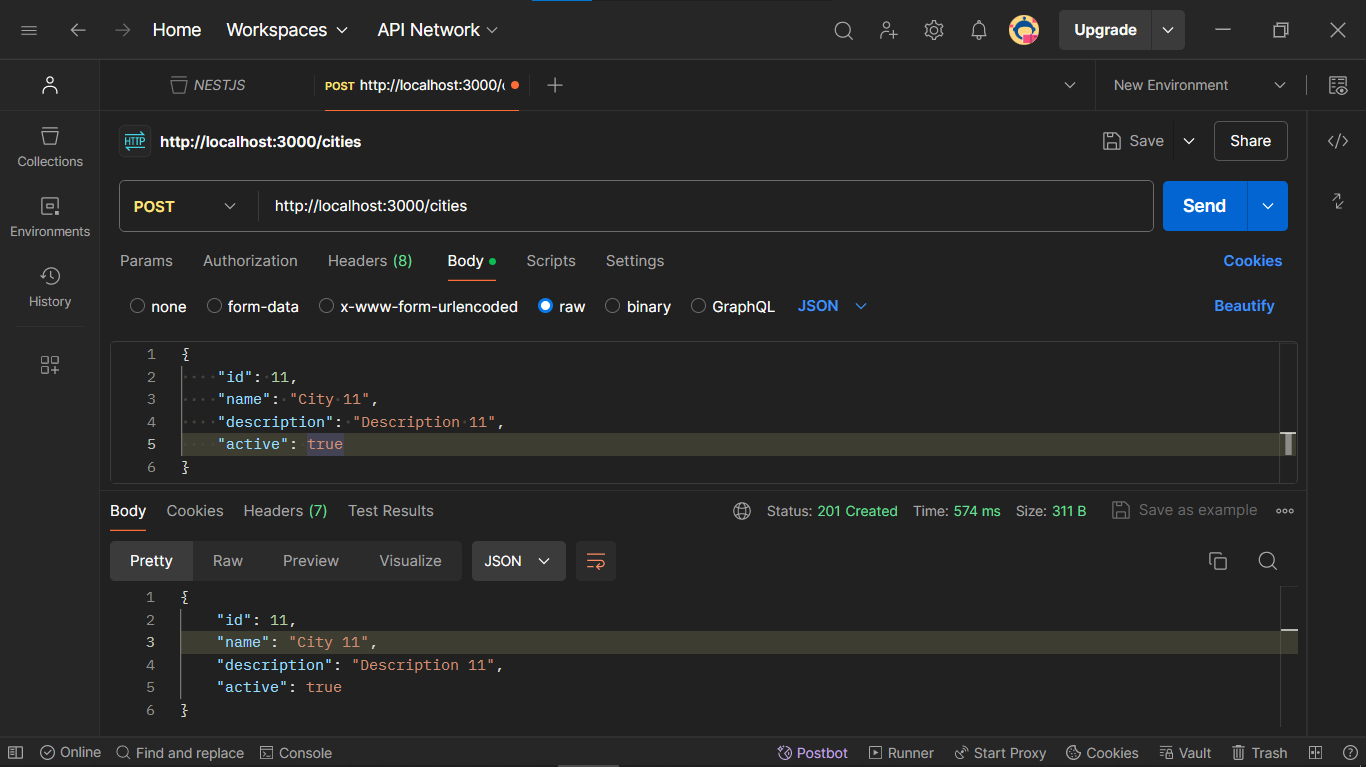 Home Workspaces API Network Upgrade
NESTJS POST http://localhost:3000/ New Environment
HTTP http://localhost:3000/cities Save Share
POST http://localhost:3000/cities Send
Params Authorization Headers (8) Body Scripts Settings Cookies
none form-data x-www-form-urlencoded raw binary GraphQL JSON Beautify
Collections
Environments
History
1 {
2 "id": 11,
3 "name": "City 11",
4 "description": "Description 11",
5 "active": true
6 }
Body Cookies Headers (7) Test Results Status: 201 Created Time: 574 ms Size: 311 B Save as example
Pretty Raw Preview Visualize JSON
1 {
2 "id": 11,
3 "name": "City 11",
4 "description": "Description 11",
5 "active": true
6 }
Online Find and replace Console Postbot Runner Start Proxy Cookies Vault Trash